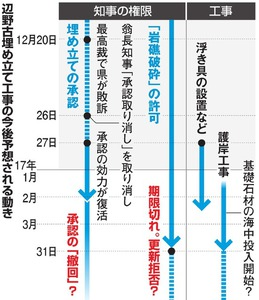 辺野古埋め立て工事の今後予想される動き
知事の権限
工事
12月20日
26日
27日
17年
1月
2月
3月
31日
埋め立ての承認
最高裁で県が敗訴
翁長知事「承認取り消し」を取り消し
承認の効力が復活
承認の「撤回」？
「岩礁破砕」の許可
期限切れ。更新拒否？
浮き具の設置など
護岸工事
基礎石材の海中投入開始？